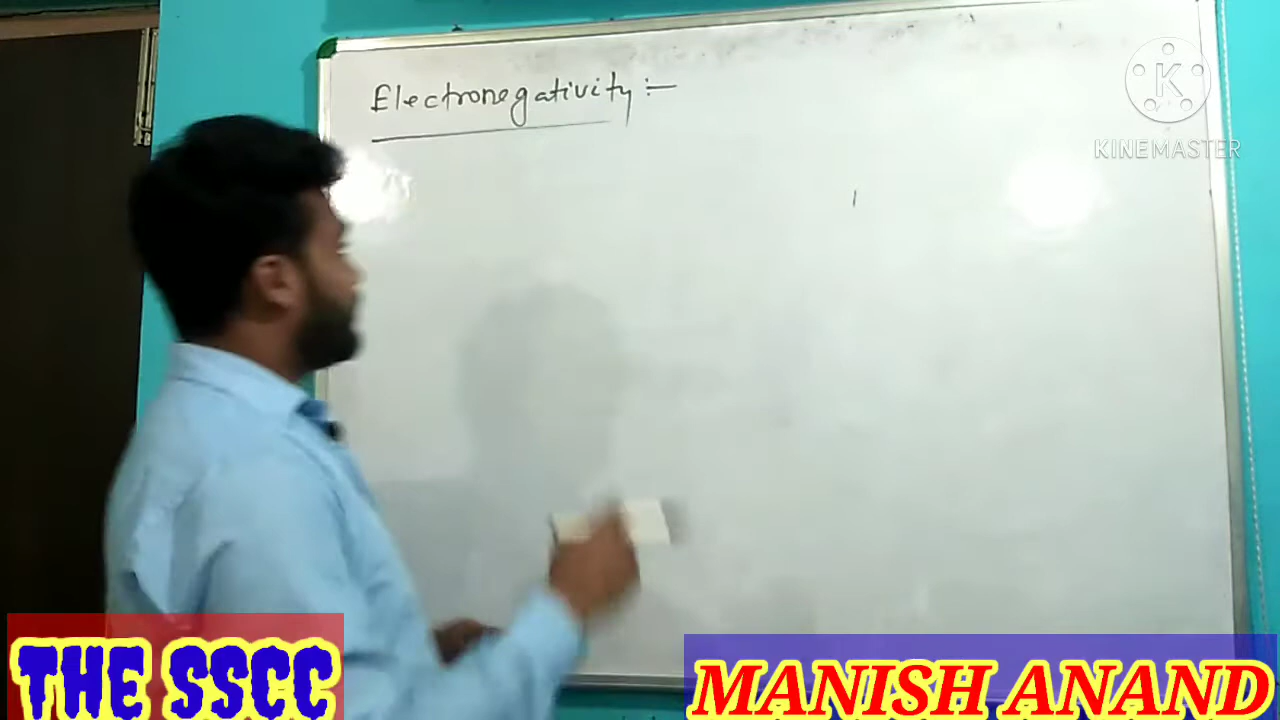 Electronegativity :-
K
KINEMASTER
THE SSCC
MANISH ANAND